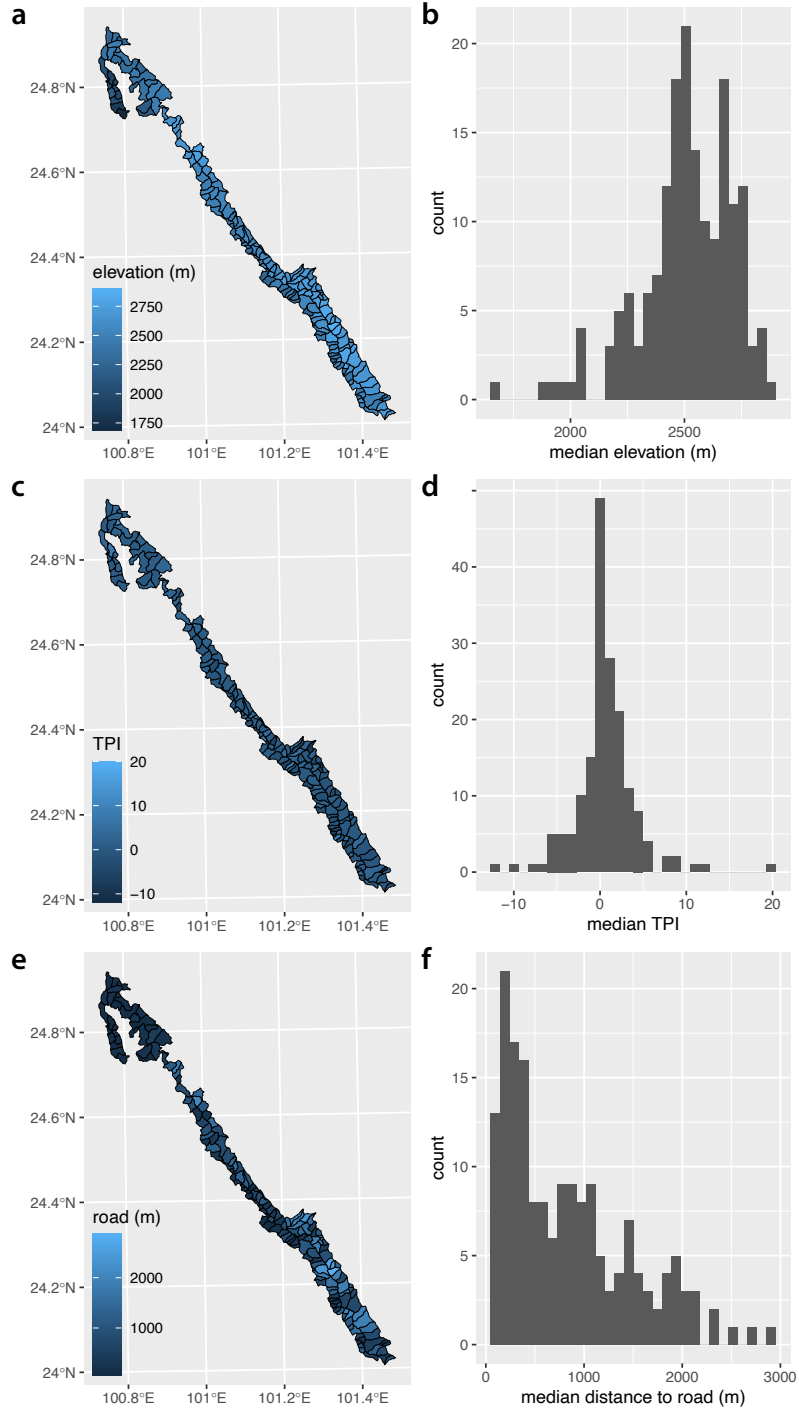 a
24.8°N
24.6°N
24.4°N
24.2°N
24°N
elevation (m)
2750
2500
2250
2000
1750
100.8°E 101°E 101.2°E 101.4°E
b
20
15
10
5
0
count
2000 2500
median elevation (m)
c
24.8°N
24.6°N
24.4°N
24.2°N
24°N
TPI
20
10
0
−10
100.8°E 101°E 101.2°E 101.4°E
d
40
30
20
10
0
count
−10 0 10 20
median TPI
e
24.8°N
24.6°N
24.4°N
24.2°N
24°N
road (m)
2000
1000
100.8°E 101°E 101.2°E 101.4°E
f
20
15
10
5
0
count
0 1000 2000 3000
median distance to road (m)